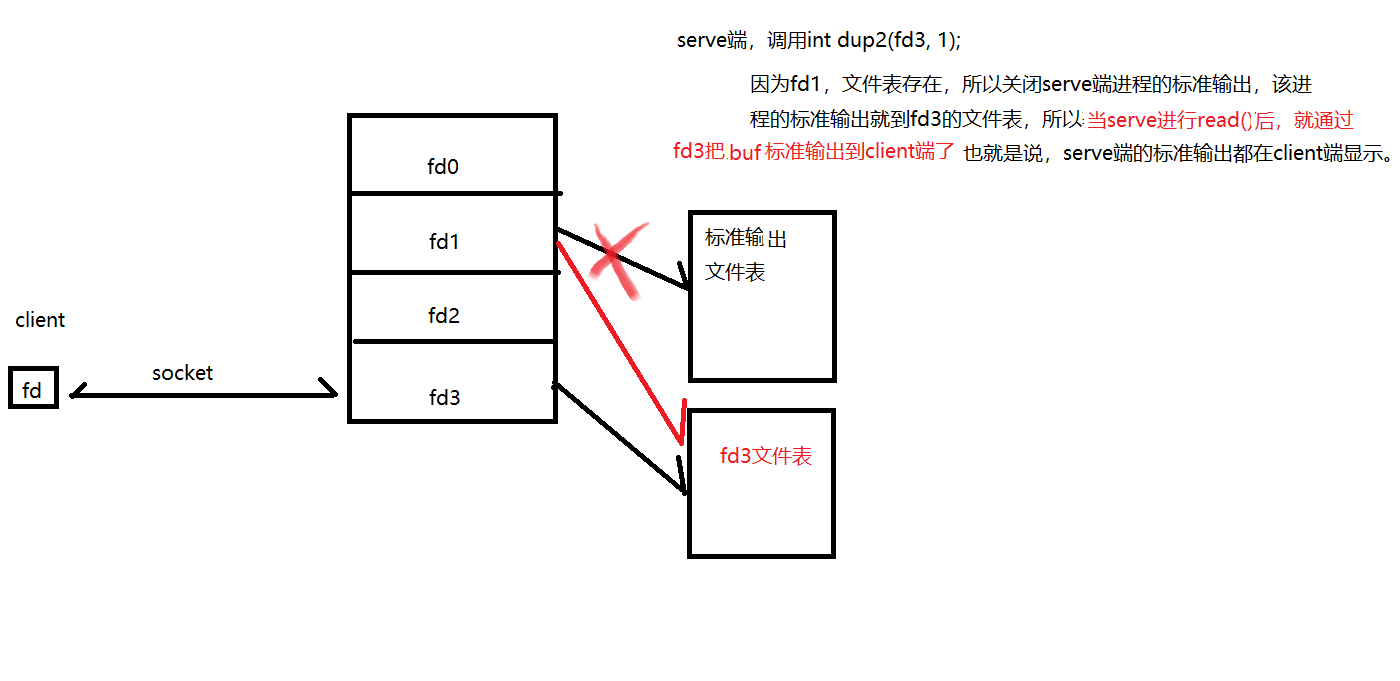 serve端，调用int dup2(fd3, 1);
因为fd1，文件表存在，所以关闭serve端进程的标准输出，该进
程的标准输出就到fd3的文件表，所以当serve进行read()后，就通过
fd3把buf标准输出到client端了 也就是说，serve端的标准输出都在client端显示。
fd0
fd1
标准输出
文件表
fd2
client
socket
fd
fd3
fd3文件表